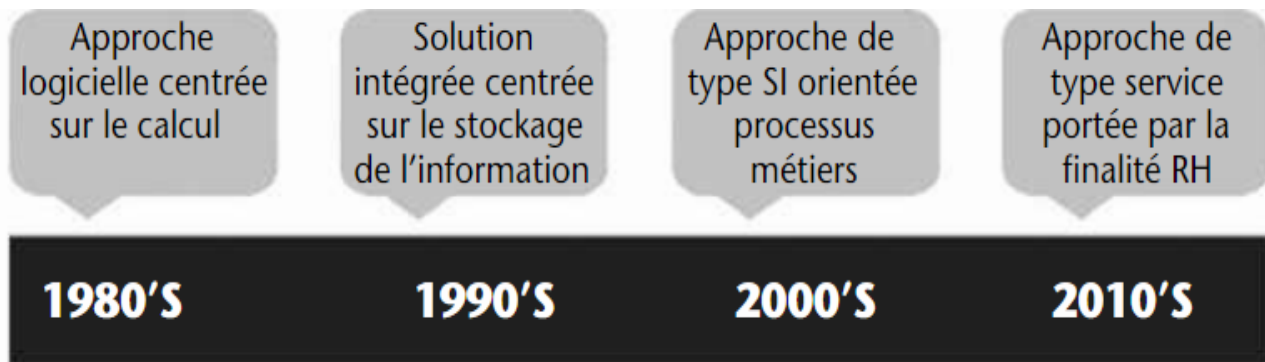 Approche
logicielle centrée
sur le calcul
Solution
intégrée centrée
sur le stockage
de l’information
Approche de
type SI orientée
processus
métiers
Approche de
type service
portée par la
finalité RH
1980’S
1990’S
2000’S
2010’S